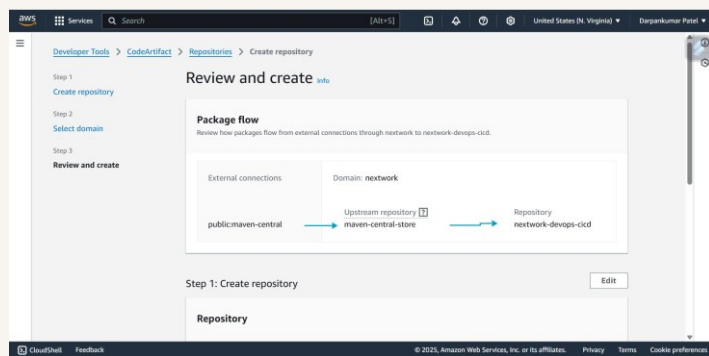 aws
Services
Search
[Alt+S]
United States (N. Virginia)
Darpankumar Patel
Developer Tools > CodeArtifact > Repositories > Create repository
Step 1
Create repository
Step 2
Select domain
Step 3
Review and create
Review and create Info
Package flow
Review how packages flow from external connections through nextwork to nextwork-devops-cicd.
External connections
Domain: nextwork
public:maven-central
Upstream repository [?]
maven-central-store
Repository
nextwork-devops-cicd
Step 1: Create repository
Edit
Repository
CloudShell Feedback © 2025, Amazon Web Services, Inc. or its affiliates. Privacy Terms Cookie preferences